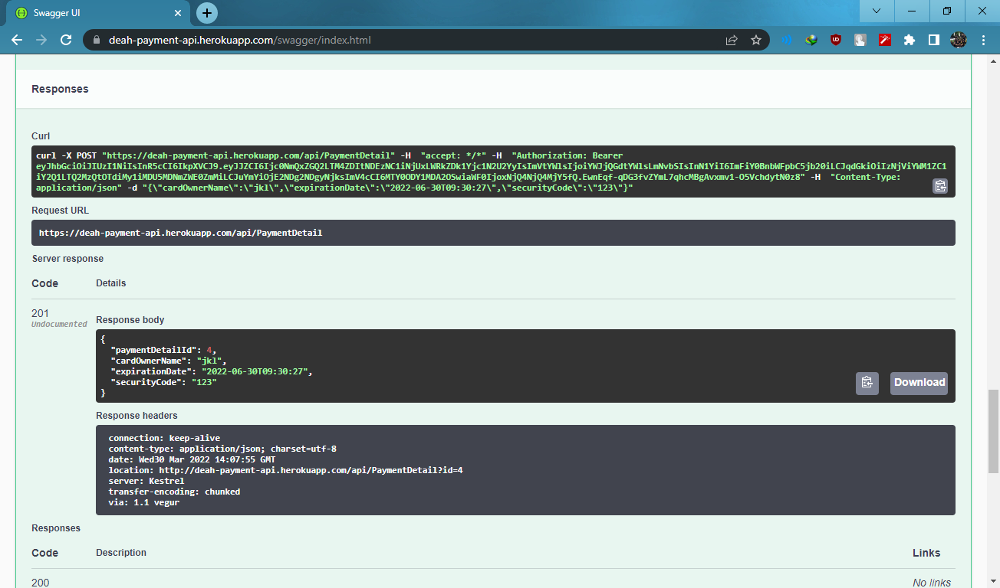 Swagger UI
deah-payment-api.herokuapp.com/swagger/index.html
Responses
Curl
curl -X POST "https://deah-payment-api.herokuapp.com/api/PaymentDetail" -H  "accept: */*" -H  "Authorization: Bearer
eyJhbGciOiJIUzI1NiIsInR5cCI6IkpXVCJ9.eyJJZCI6Ijc0NmQxZGQ2LTM4ZDItNDEzNC1iNjUxLWRkZDk1Yjc1N2U2YyIsImVtYWlsIjoiYWJjQGdtYWlsLmNvbSIsInN1YiI6ImFiY0BnbWFpbC5jb20iLCJqdGkiOiIzNjViYWM1ZC1
iY2Q1LTQ2MzQtOTdiMy1iMDU5MDNmZWE0ZmMiLCJuYmYiOjE2NDg2NDgyNjksImV4cCI6MTY0ODY1MDA2OSwiaWF0IjoxNjQ4NjQ4MjY5fQ.EwnEqf-qDG3fvZYmL7qhcMBgAvxmv1-O5VchdytN0z8" -H  "Content-Type:
application/json" -d "{\"cardOwnerName\":\"jkl\",\"expirationDate\":\"2022-06-30T09:30:27\",\"securityCode\":\"123\"}"
Request URL
https://deah-payment-api.herokuapp.com/api/PaymentDetail
Server response
Code Details
201
Undocumented
Response body
{
"paymentDetailId": 4,
"cardOwnerName": "jkl",
"expirationDate": "2022-06-30T09:30:27",
"securityCode": "123"
}
Download
Response headers
connection: keep-alive
content-type: application/json; charset=utf-8
date: Wed30 Mar 2022 14:07:55 GMT
location: http://deah-payment-api.herokuapp.com/api/PaymentDetail?id=4
server: Kestrel
transfer-encoding: chunked
via: 1.1 vegur
Responses
Code Description Links
200 No links